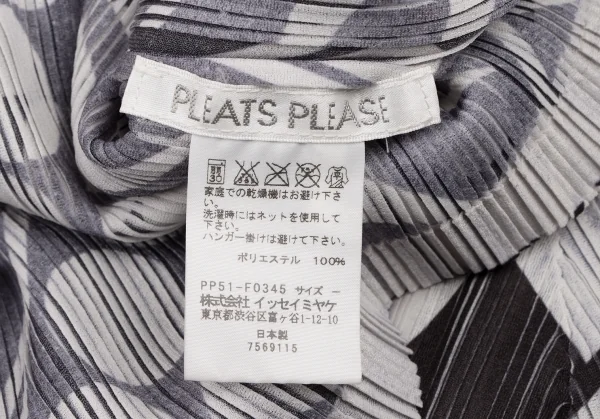 PLEATS PLEASE
家庭での乾燥機はお避け下さ
い。
洗濯時にはネットを使用して
下さい。
ハンガー掛けは避けて下さい。
ポリエステル 100%
PP51-FO345 サイズ —
株式会社 イッセイミヤケ
東京都渋谷区富ヶ谷1-12-10
日本製
7569115